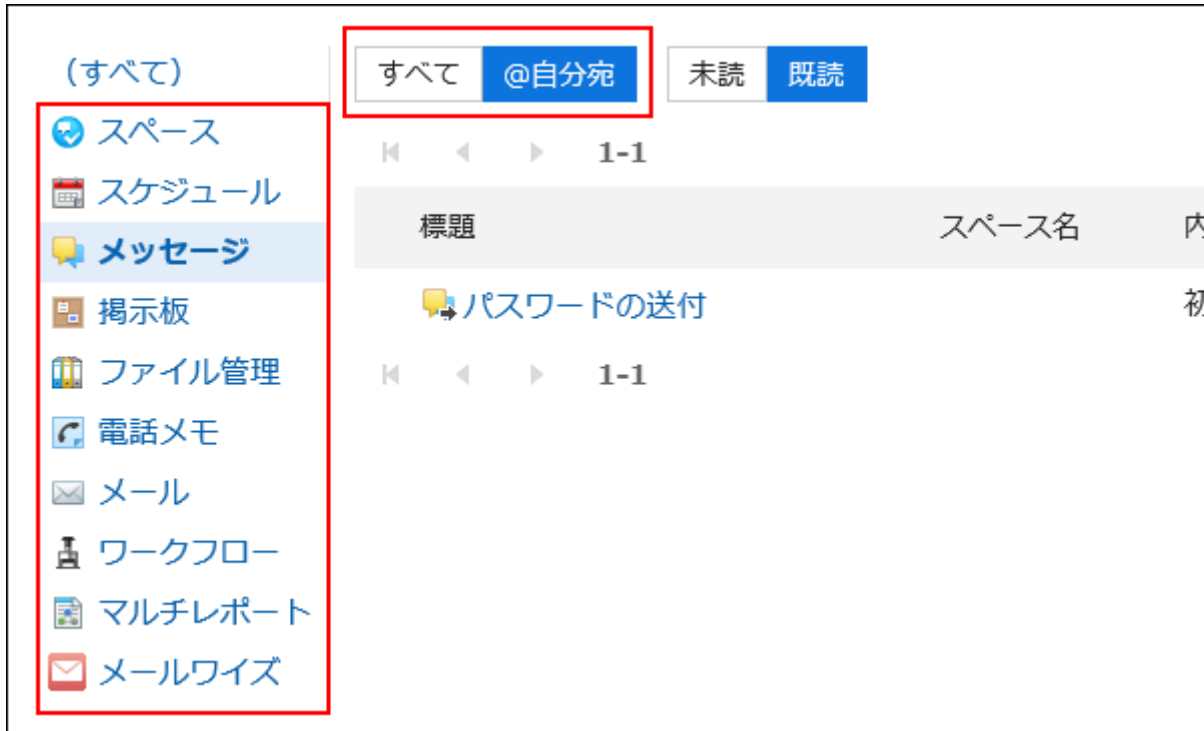 (すべて)
スペース
スケジュール
メッセージ
掲示板
ファイル管理
電話メモ
メール
ワークフロー
マルチレポート
メールワイズ
すべて @自分宛 未読 既読
1-1
標題 スペース名 内
パスワードの送付 初
1-1